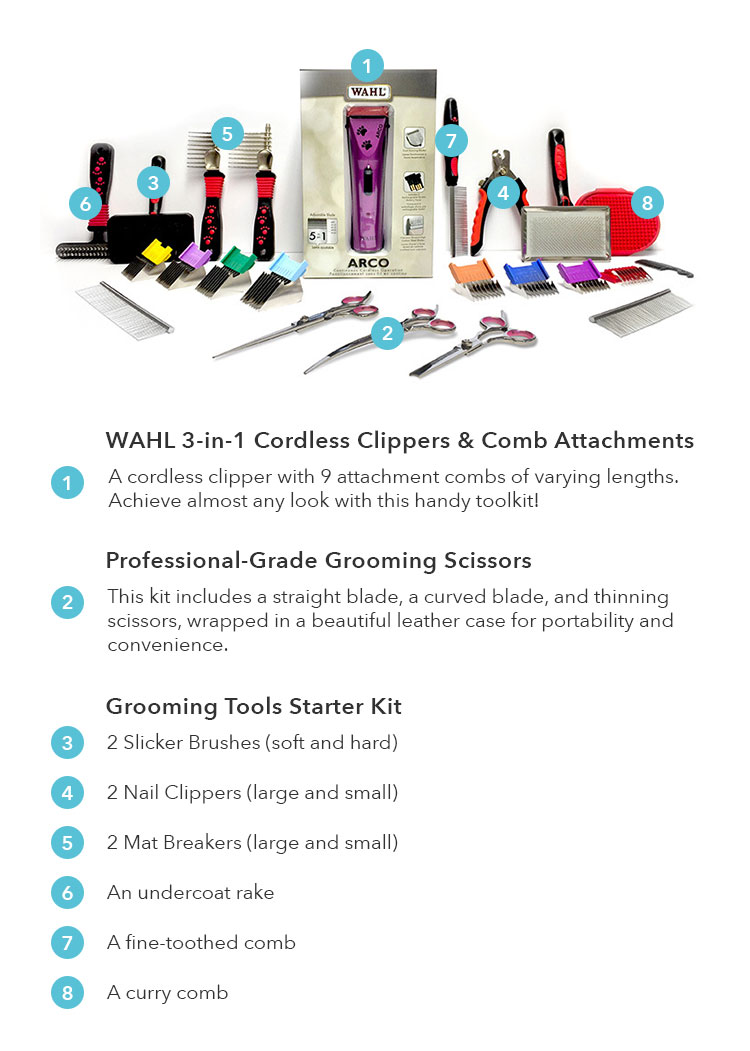 1
WAHL
5
7
3
4
6
8
ARCO
Adjustable Blade
5 in 1
WAHL
ARCO
2
WAHL 3-in-1 Cordless Clippers & Comb Attachments
1
A cordless clipper with 9 attachment combs of varying lengths.
Achieve almost any look with this handy toolkit!
Professional-Grade Grooming Scissors
2
This kit includes a straight blade, a curved blade, and thinning
scissors, wrapped in a beautiful leather case for portability and
convenience.
Grooming Tools Starter Kit
3 2 Slicker Brushes (soft and hard)
4 2 Nail Clippers (large and small)
5 2 Mat Breakers (large and small)
6 An undercoat rake
7 A fine-toothed comb
8 A curry comb